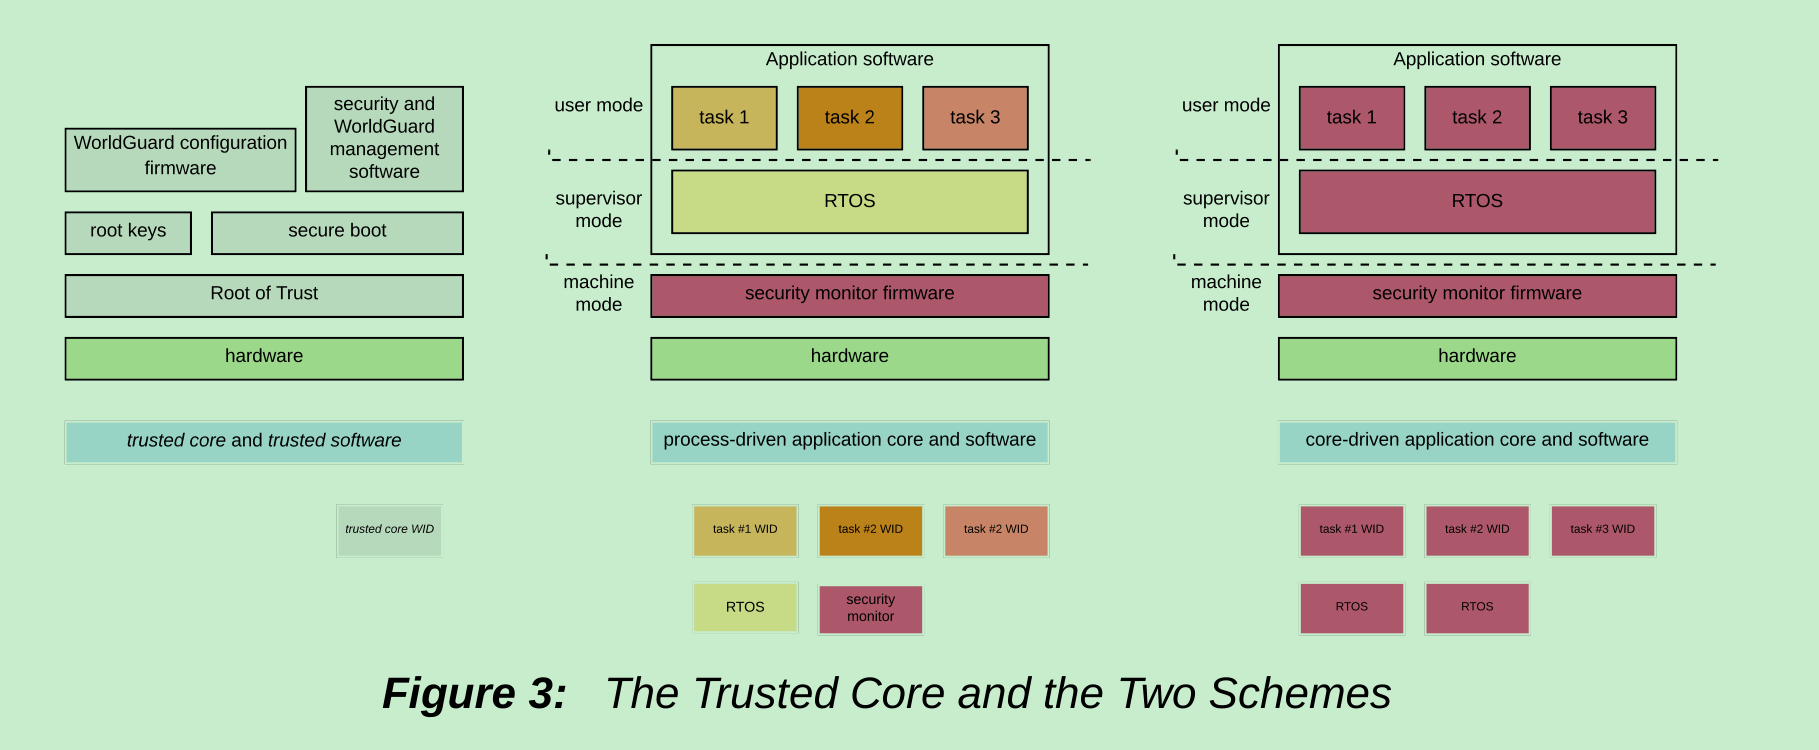 WorldGuard configuration
firmware
security and
WorldGuard
management
software
root keys
secure boot
Root of Trust
hardware
trusted core and trusted software
trusted core WID
Application software
user mode
task 1
task 2
task 3
supervisor
mode
RTOS
machine
mode
security monitor firmware
hardware
process-driven application core and software
task #1 WID
task #2 WID
task #2 WID
RTOS
security
monitor
Application software
user mode
task 1
task 2
task 3
supervisor
mode
RTOS
machine
mode
security monitor firmware
hardware
core-driven application core and software
task #1 WID
task #2 WID
task #3 WID
RTOS
RTOS
Figure 3: The Trusted Core and the Two Schemes